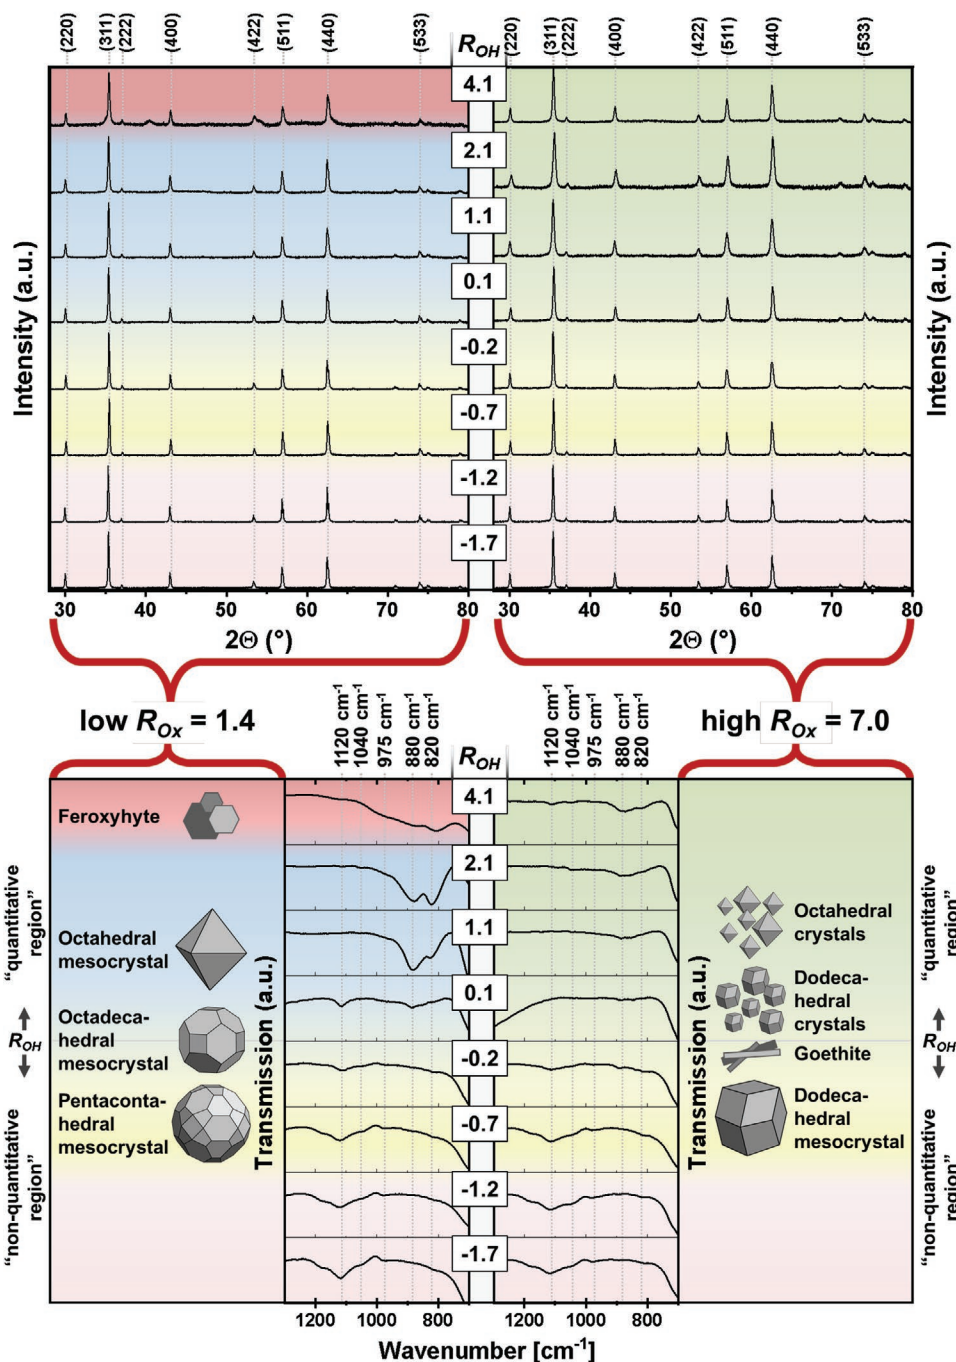 (220)
(311)
(222)
(400)
(422)
(511)
(440)
(533)
R_OH
(220)
(311)
(222)
(400)
(422)
(511)
(440)
(533)
4.1
2.1
1.1
0.1
-0.2
-0.7
-1.2
-1.7
Intensity (a.u.)
Intensity (a.u.)
30 40 50 60 70 80
30 40 50 60 70 80
2Θ (°)
2Θ (°)
low R_Ox = 1.4
high R_Ox = 7.0
1120 cm⁻¹
1040 cm⁻¹
975 cm⁻¹
880 cm⁻¹
820 cm⁻¹
R_OH
1120 cm⁻¹
1040 cm⁻¹
975 cm⁻¹
880 cm⁻¹
820 cm⁻¹
4.1
2.1
1.1
0.1
-0.2
-0.7
-1.2
-1.7
"quantitative
region"
R_OH
"non-quantitative
region"
Feroxyhyte
Octahedral
mesocrystal
Octadeca-
hedral
mesocrystal
Pentaconta-
hedral
mesocrystal
Transmission (a.u.)
Transmission (a.u.)
Octahedral
crystals
Dodeca-
hedral
crystals
Goethite
Dodeca-
hedral
mesocrystal
"quantitative
region"
R_OH
"non-quantitative
region"
1200 1000 800
1200 1000 800
Wavenumber [cm⁻¹]